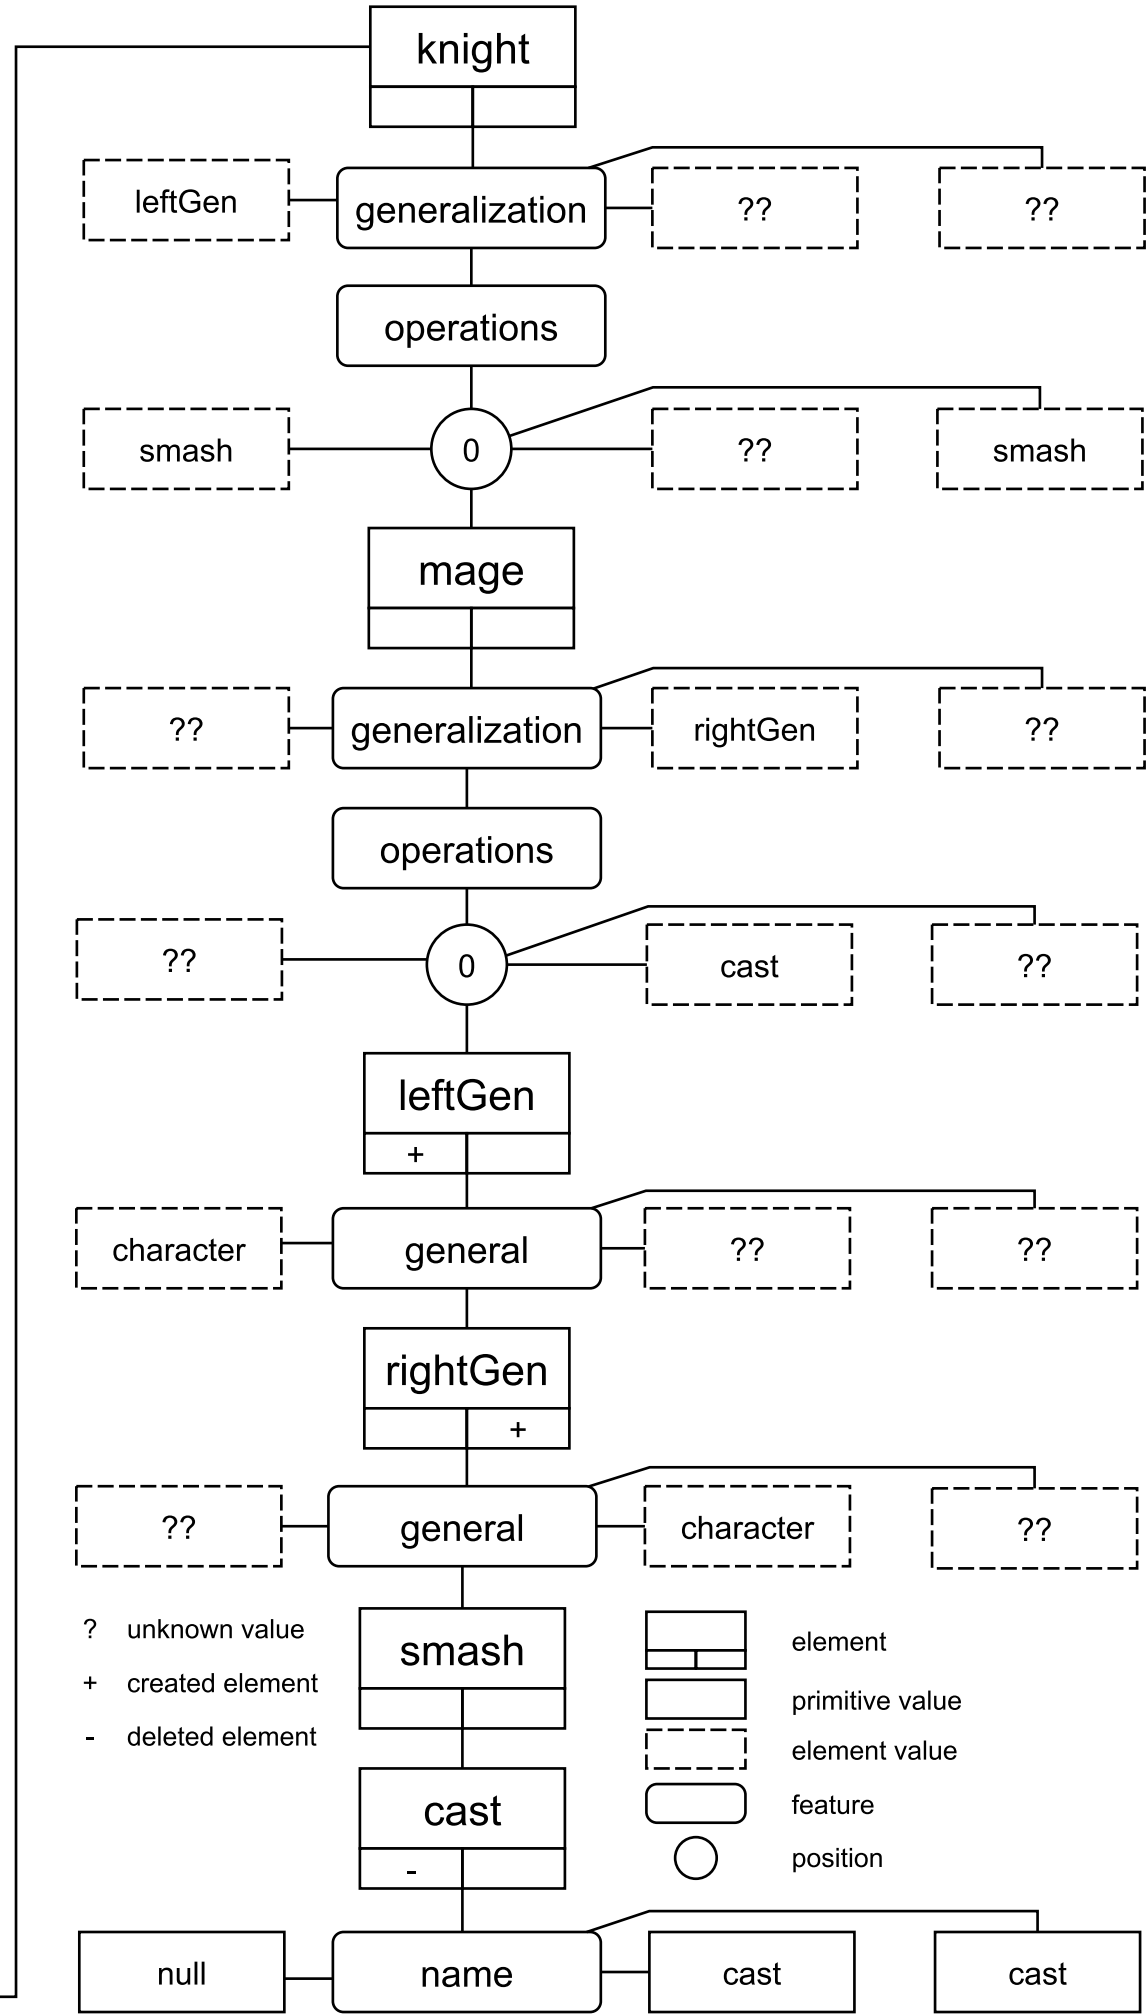 knight
leftGen
generalization
??
??
operations
smash
0
??
smash
mage
??
generalization
rightGen
??
operations
??
0
cast
??
leftGen
+
character
general
??
??
rightGen
+
??
general
character
??
smash
cast
-
null
name
cast
cast
? unknown value
+ created element
- deleted element
element
primitive value
element value
feature
position